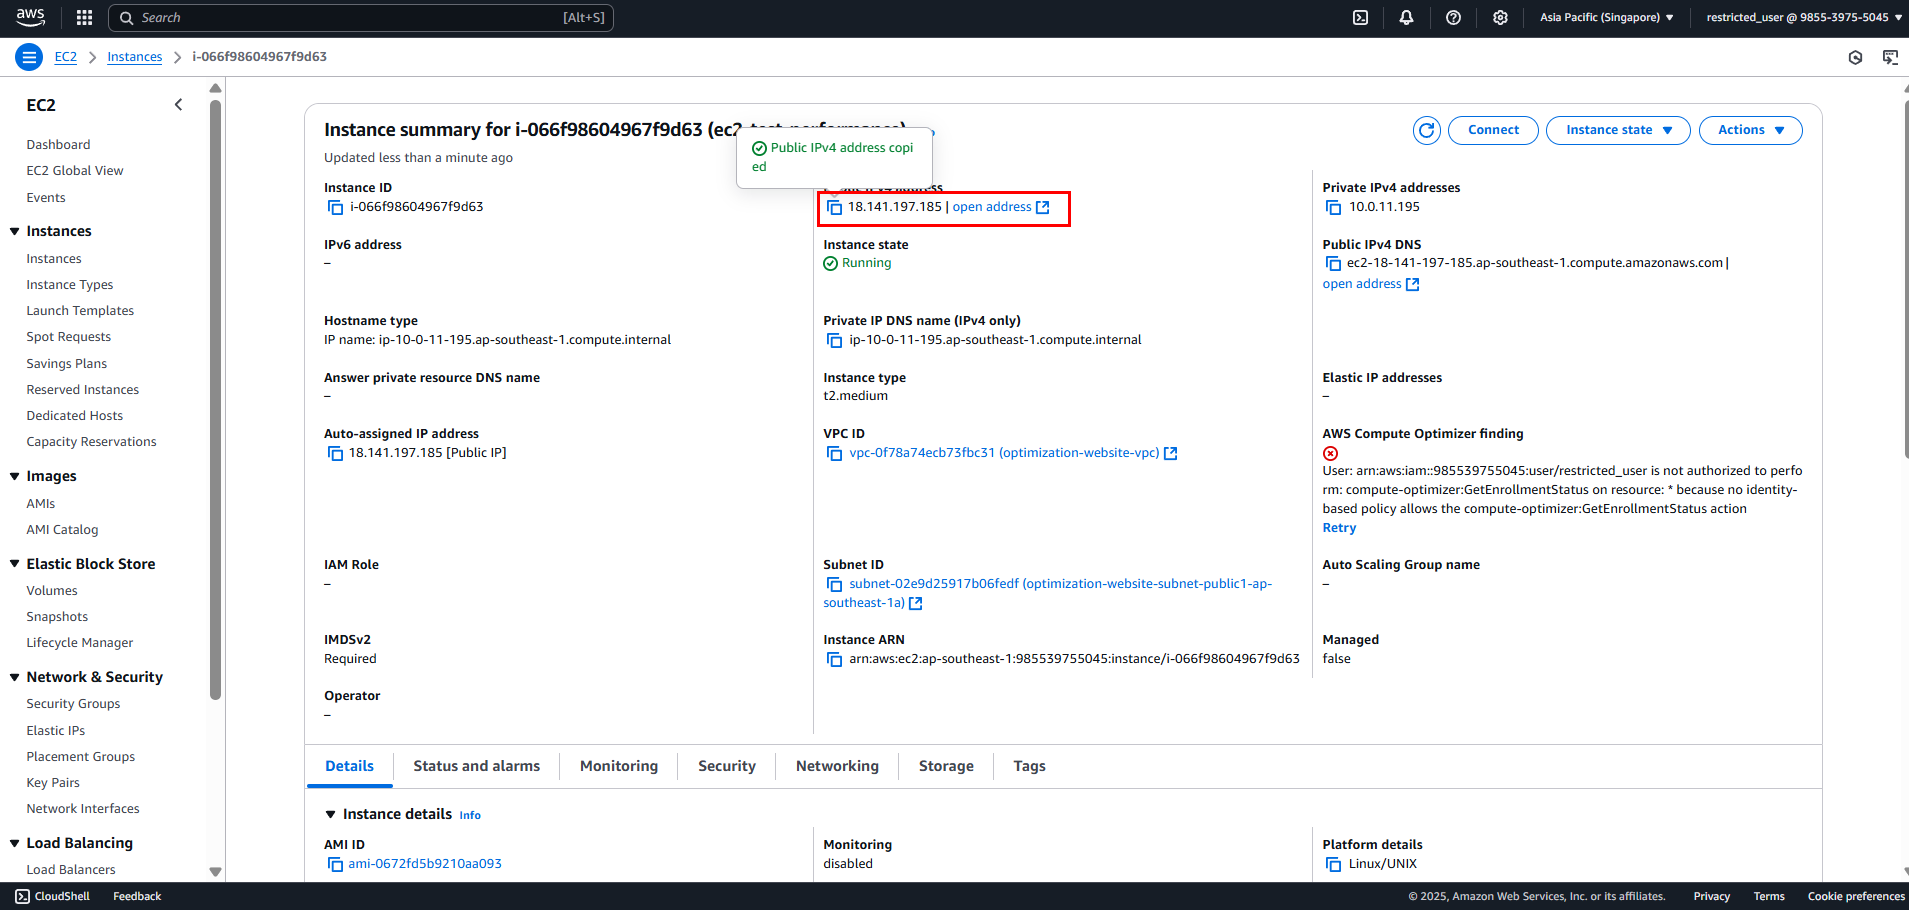 aws
Search
[Alt+S]
Asia Pacific (Singapore)
restricted_user @ 9855-3975-5045
EC2
Instances
i-066f98604967f9d63
EC2
Dashboard
EC2 Global View
Events
Instances
Instances
Instance Types
Launch Templates
Spot Requests
Savings Plans
Reserved Instances
Dedicated Hosts
Capacity Reservations
Images
AMIs
AMI Catalog
Elastic Block Store
Volumes
Snapshots
Lifecycle Manager
Network & Security
Security Groups
Elastic IPs
Placement Groups
Key Pairs
Network Interfaces
Load Balancing
Load Balancers
Instance summary for i-066f98604967f9d63 (ec2-test-performance)
Updated less than a minute ago
Connect
Instance state
Actions
Public IPv4 address copi
ed
Instance ID
i-066f98604967f9d63
Public IPv4 address
18.141.197.185 | open address
Private IPv4 addresses
10.0.11.195
IPv6 address
–
Instance state
Running
Public IPv4 DNS
ec2-18-141-197-185.ap-southeast-1.compute.amazonaws.com |
open address
Hostname type
IP name: ip-10-0-11-195.ap-southeast-1.compute.internal
Private IP DNS name (IPv4 only)
ip-10-0-11-195.ap-southeast-1.compute.internal
Answer private resource DNS name
–
Instance type
t2.medium
Elastic IP addresses
–
Auto-assigned IP address
18.141.197.185 [Public IP]
VPC ID
vpc-0f78a74ecb73fbc31 (optimization-website-vpc)
AWS Compute Optimizer finding
User: arn:aws:iam::985539755045:user/restricted_user is not authorized to perfo
rm: compute-optimizer:GetEnrollmentStatus on resource: * because no identity-
based policy allows the compute-optimizer:GetEnrollmentStatus action
Retry
IAM Role
–
Subnet ID
subnet-02e9d25917b06fedf (optimization-website-subnet-public1-ap-
southeast-1a)
Auto Scaling Group name
–
IMDSv2
Required
Instance ARN
arn:aws:ec2:ap-southeast-1:985539755045:instance/i-066f98604967f9d63
Managed
false
Operator
–
Details
Status and alarms
Monitoring
Security
Networking
Storage
Tags
Instance details Info
AMI ID
ami-0672fd5b9210aa093
Monitoring
disabled
Platform details
Linux/UNIX
CloudShell
Feedback
© 2025, Amazon Web Services, Inc. or its affiliates.
Privacy
Terms
Cookie preferences